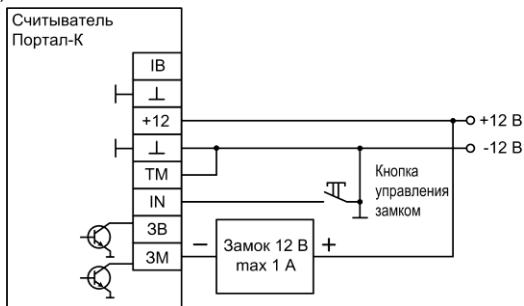 Считыватель
Портал-К
IB
⊥
+12
⊥
TM
IN
ЗВ
ЗМ
+12 В
-12 В
Кнопка
управления
замком
−
Замок 12 В
max 1 А
+